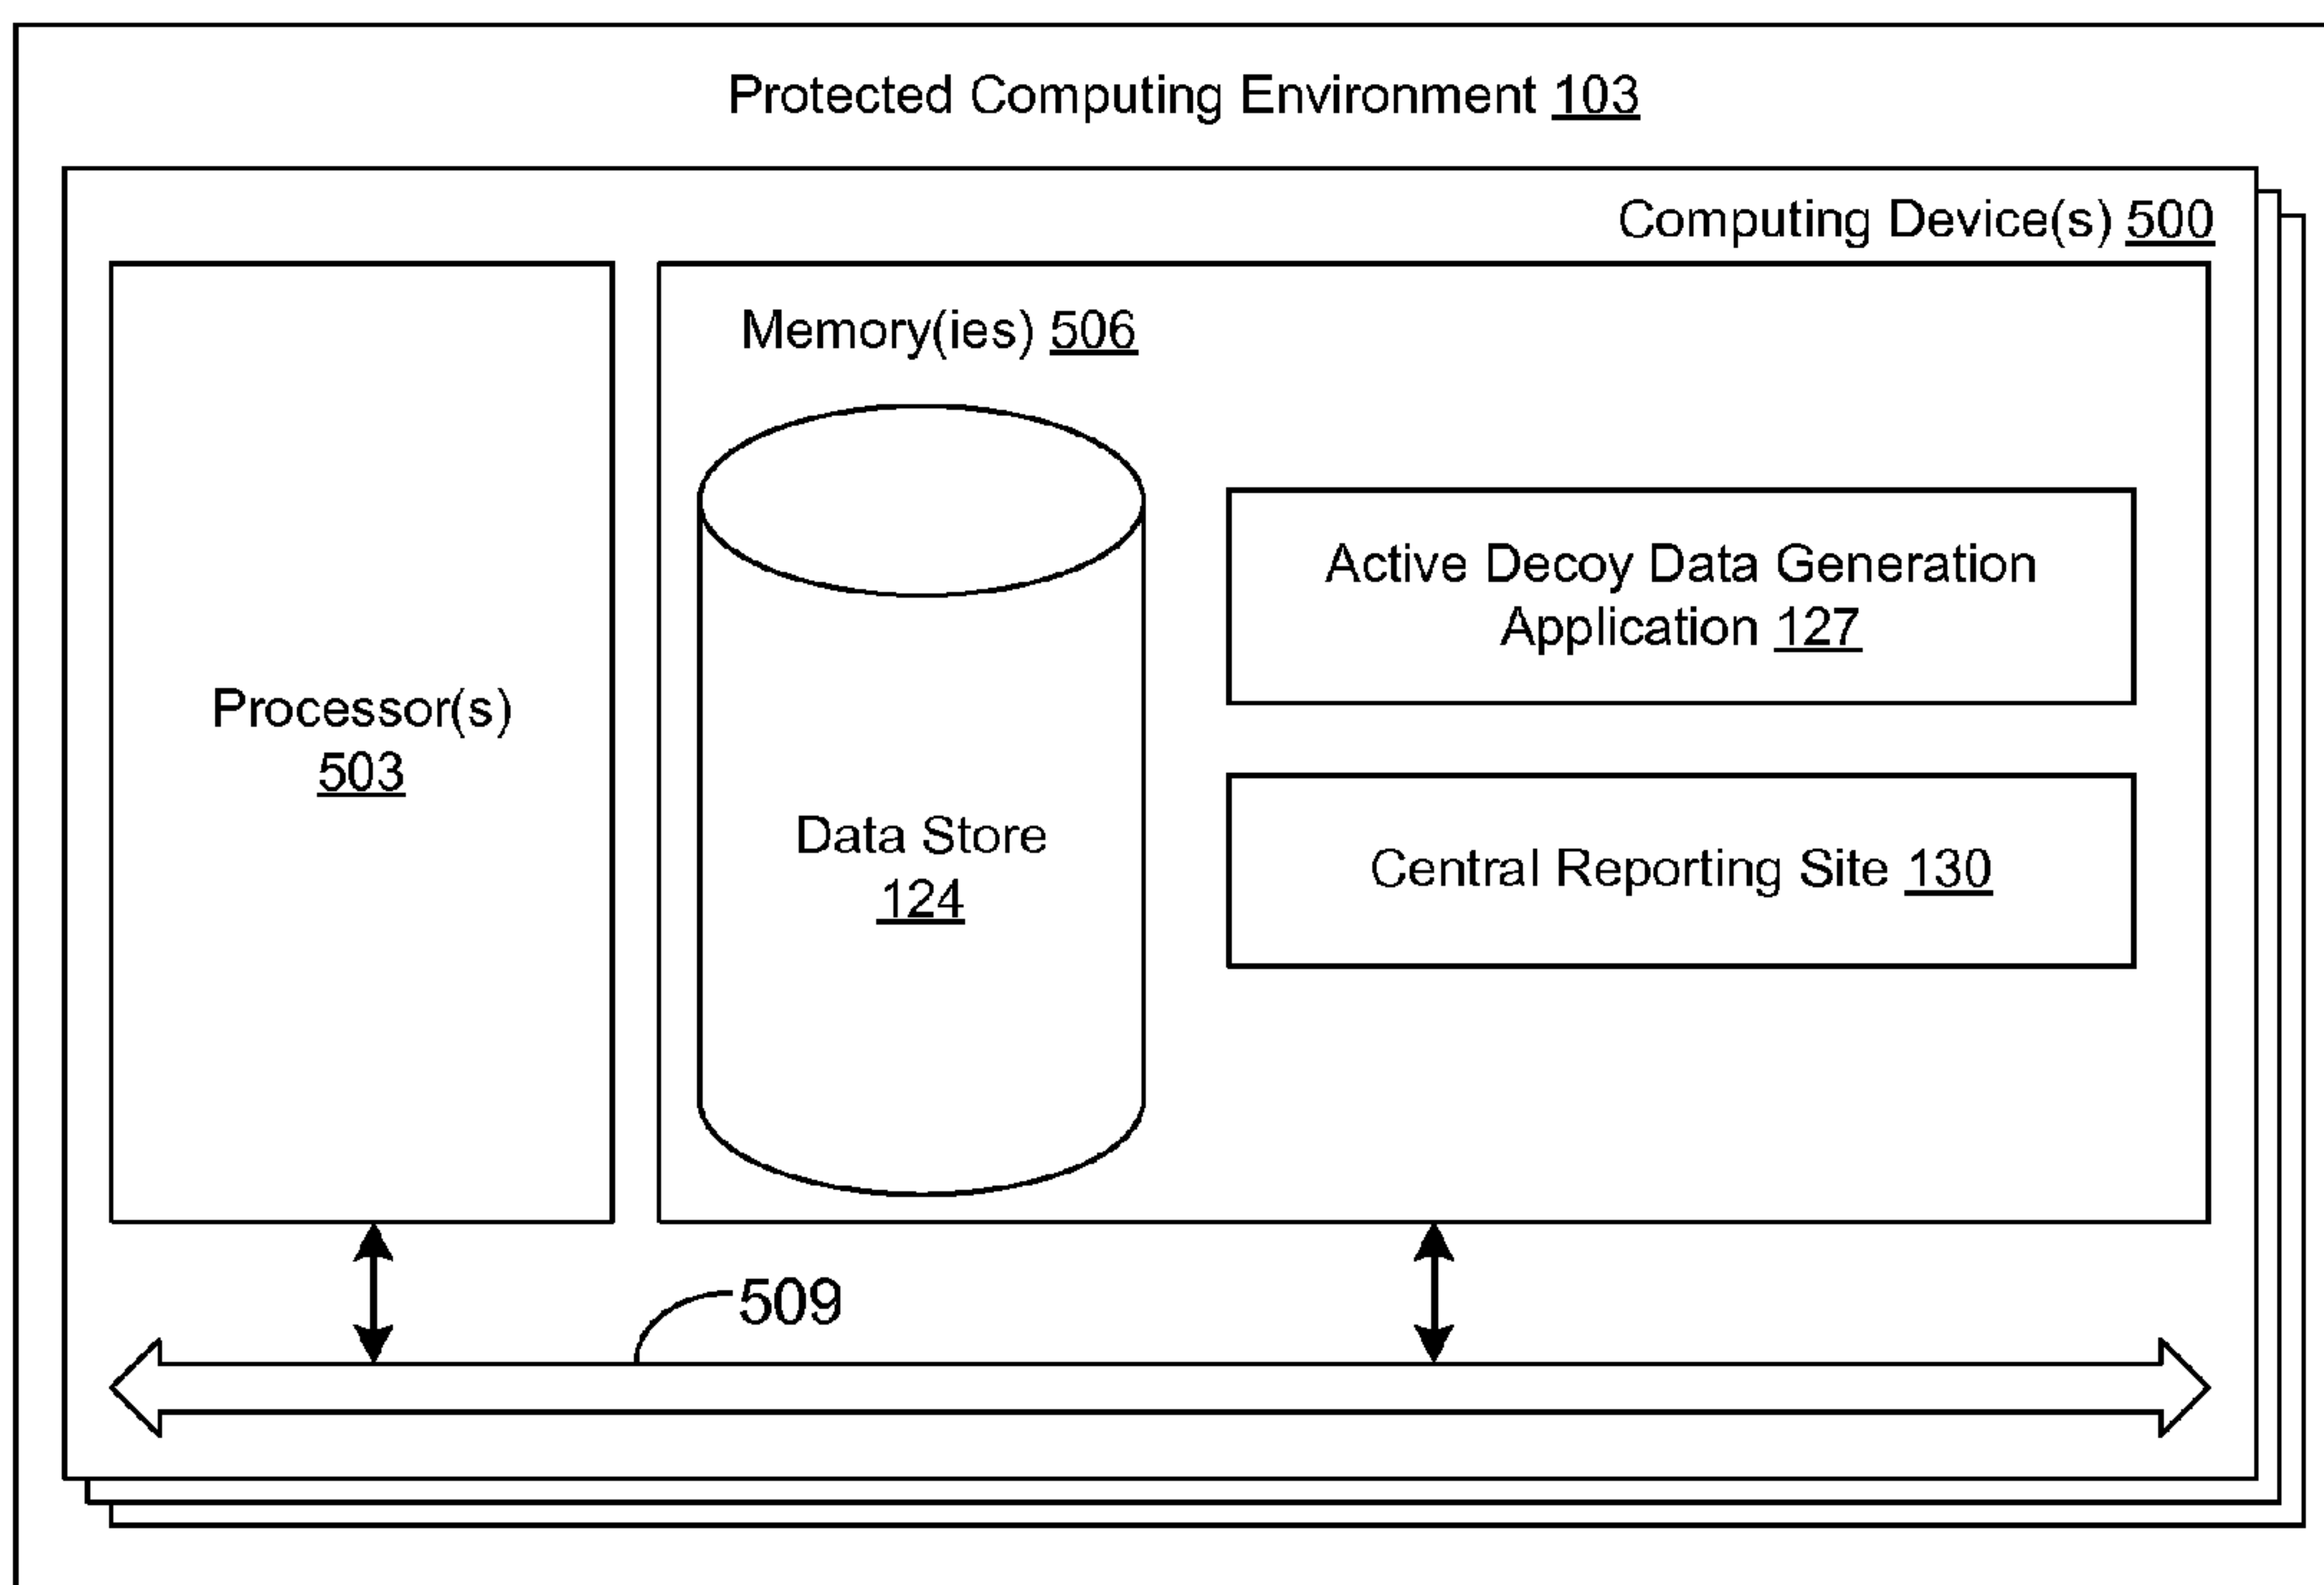 Protected Computing Environment 103
Computing Device(s) 500
Memory(ies) 506
Active Decoy Data Generation
Application 127
Processor(s)
503
Data Store
124
Central Reporting Site 130
509